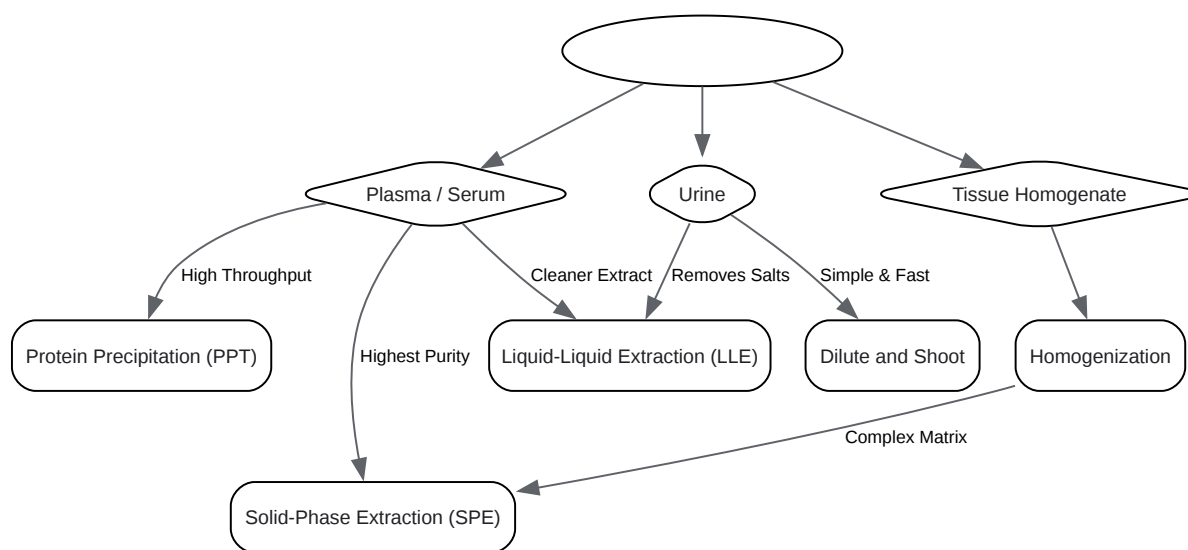 Plasma / Serum
Urine
Tissue Homogenate
High Throughput
Cleaner Extract
Removes Salts
Simple & Fast
Protein Precipitation (PPT)
Highest Purity
Liquid-Liquid Extraction (LLE)
Dilute and Shoot
Homogenization
Complex Matrix
Solid-Phase Extraction (SPE)